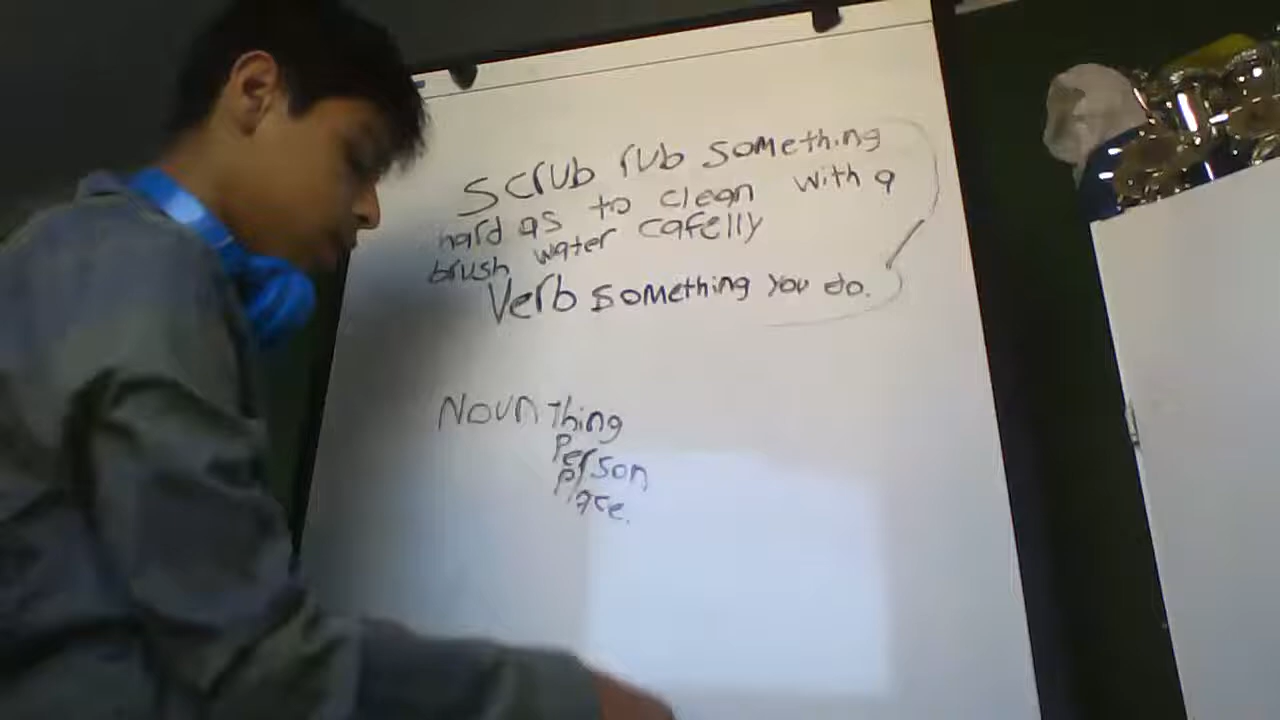 Scrub rub something
hard as to clean with a
brush water cafelly
Verb something you do.
Noun Thing
Person
Place.